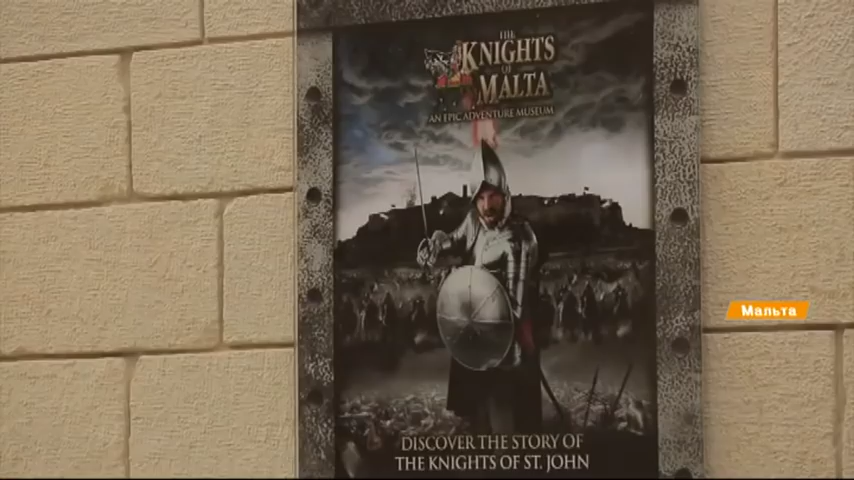 THE
KNIGHTS
OF
MALTA
AN EPIC ADVENTURE MUSEUM
Мальта
DISCOVER THE STORY OF
THE KNIGHTS OF ST. JOHN